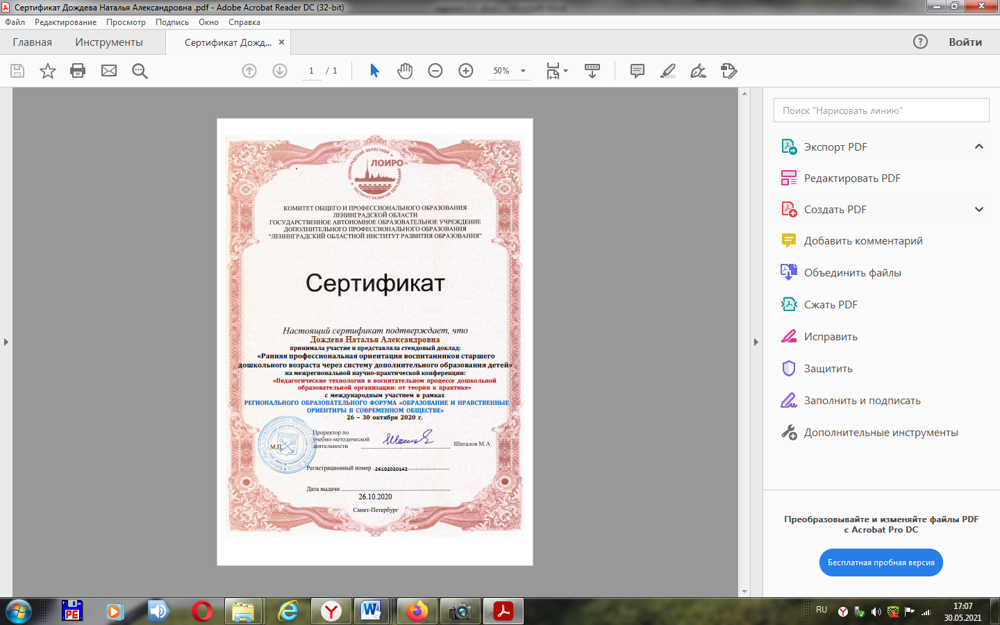 Сертификат Дождева Наталья Александровна .pdf - Adobe Acrobat Reader DC (32-bit)
Файл Редактирование Просмотр Подпись Окно Справка
Главная Инструменты Сертификат Дожд... Войти
1 / 1 50%
Поиск "Нарисовать линию"
Экспорт PDF
Редактировать PDF
Создать PDF
Добавить комментарий
Объединить файлы
Сжать PDF
Исправить
Защитить
Заполнить и подписать
Дополнительные инструменты
Преобразовывайте и изменяйте файлы PDF
с Acrobat Pro DC
Бесплатная пробная версия
ЛЕНИНГРАДСКИЙ ОБЛАСТНОЙ
ЛОИРО
ИНСТИТУТ РАЗВИТИЯ ОБРАЗОВАНИЯ
КОМИТЕТ ОБЩЕГО И ПРОФЕССИОНАЛЬНОГО ОБРАЗОВАНИЯ
ЛЕНИНГРАДСКОЙ ОБЛАСТИ
ГОСУДАРСТВЕННОЕ АВТОНОМНОЕ ОБРАЗОВАТЕЛЬНОЕ УЧРЕЖДЕНИЕ
ДОПОЛНИТЕЛЬНОГО ПРОФЕССИОНАЛЬНОГО ОБРАЗОВАНИЯ
“ЛЕНИНГРАДСКИЙ ОБЛАСТНОЙ ИНСТИТУТ РАЗВИТИЯ ОБРАЗОВАНИЯ”
Сертификат
Настоящий сертификат подтверждает, что
Дождева Наталья Александровна
принимала участие и представляла стендовый доклад:
«Ранняя профессиональная ориентация воспитанников старшего
дошкольного возраста через систему дополнительного образования детей»
на межрегиональной научно-практической конференции:
«Педагогические технологии в воспитательном процессе дошкольной
образовательной организации: от теории к практике»
с международным участием в рамках
РЕГИОНАЛЬНОГО ОБРАЗОВАТЕЛЬНОГО ФОРУМА «ОБРАЗОВАНИЕ И НРАВСТВЕННЫЕ
ОРИЕНТИРЫ В СОВРЕМЕННОМ ОБЩЕСТВЕ»
26 – 30 октября 2020 г.
Проректор по
учебно-методической
деятельности Шаталов М.А.
М.П.
Регистрационный номер 26102020142
Дата выдачи
26.10.2020
Санкт-Петербург
RU 17:07
30.05.2021